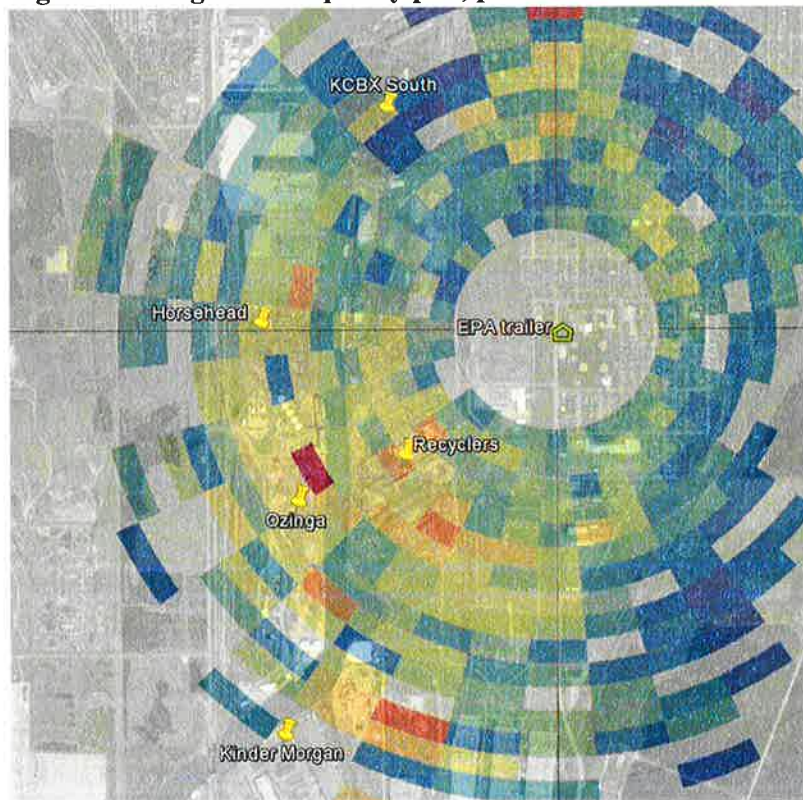 KCBX South
Horsehead
EPA trailer
Recyclers
Ozinga
Kinder Morgan